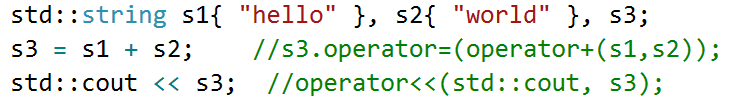 std::string s1{ "hello" }, s2{ "world" }, s3;
s3 = s1 + s2;    //s3.operator=(operator+(s1,s2));
std::cout << s3;  //operator<<(std::cout, s3);